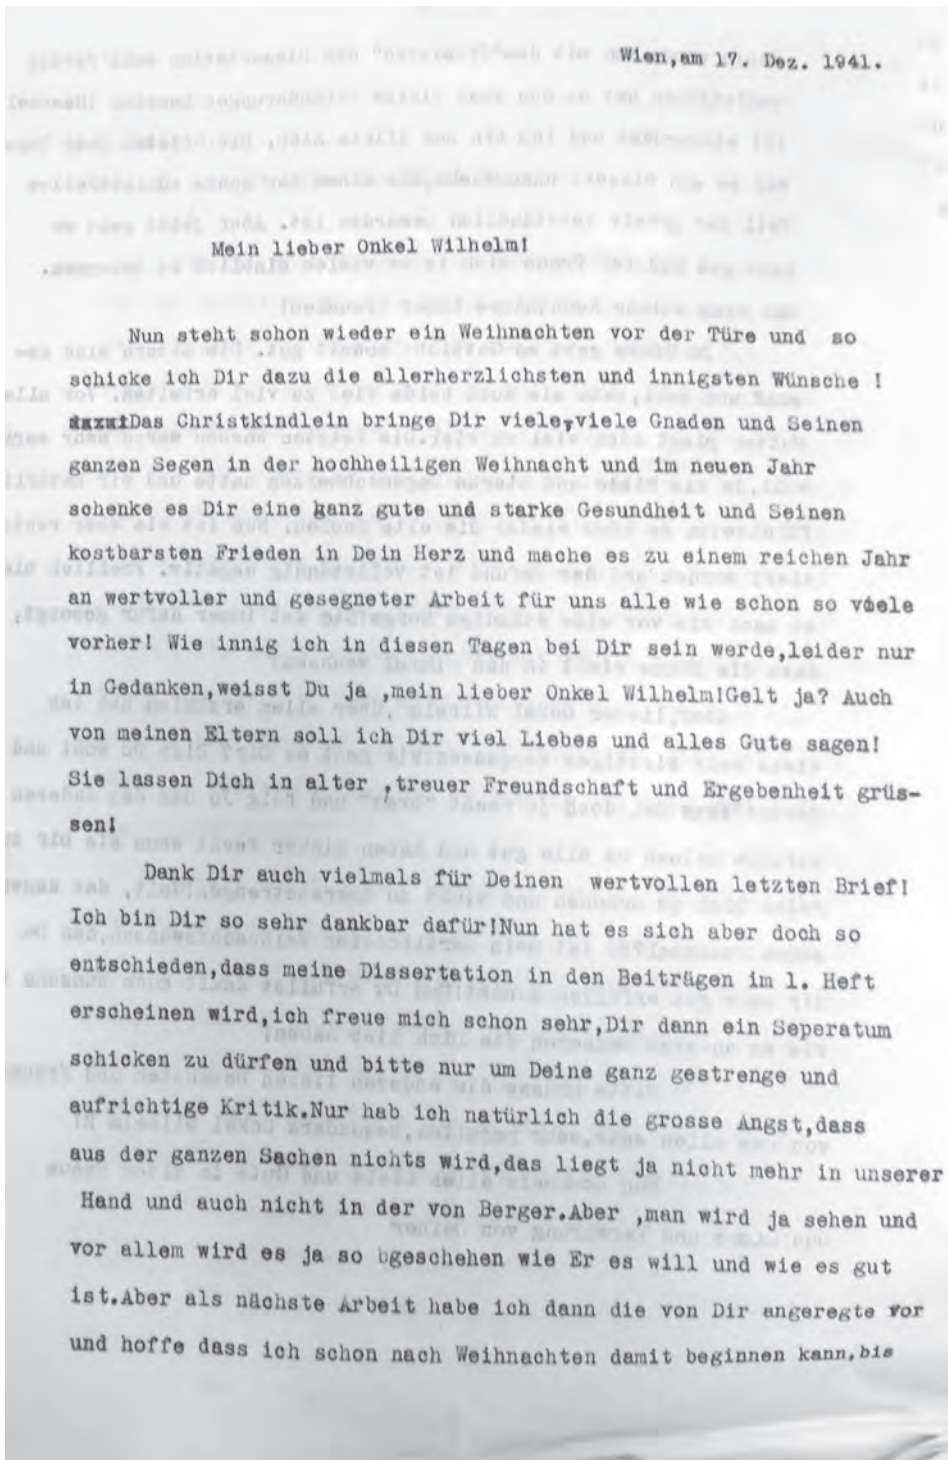 Wien,am 17. Dez. 1941.
Mein lieber Onkel Wilhelm!
Nun steht schon wieder ein Weihnachten vor der Türe und so
schicke ich Dir dazu die allerherzlichsten und innigsten Wünsche !
Das Christkindlein bringe Dir viele,viele Gnaden und Seinen
ganzen Segen in der hochheiligen Weihnacht und im neuen Jahr
schenke es Dir eine ganz gute und starke Gesundheit und Seinen
kostbarsten Frieden in Dein Herz und mache es zu einem reichen Jahr
an wertvoller und gesegneter Arbeit für uns alle wie schon so viele
vorher! Wie innig ich in diesen Tagen bei Dir sein werde,leider nur
in Gedanken,weisst Du ja ,mein lieber Onkel Wilhelm!Gelt ja? Auch
von meinen Eltern soll ich Dir viel Liebes und alles Gute sagen!
Sie lassen Dich in alter ,treuer Freundschaft und Ergebenheit grüs-
sen!
Dank Dir auch vielmals für Deinen wertvollen letzten Brief!
Ich bin Dir so sehr dankbar dafür!Nun hat es sich aber doch so
entschieden,dass meine Dissertation in den Beiträgen im 1. Heft
erscheinen wird,ich freue mich schon sehr,Dir dann ein Seperatum
schicken zu dürfen und bitte nur um Deine ganz gestrenge und
aufrichtige Kritik.Nur hab ich natürlich die grosse Angst,dass
aus der ganzen Sachen nichts wird,das liegt ja nicht mehr in unserer
Hand und auch nicht in der von Berger.Aber ,man wird ja sehen und
vor allem wird es ja so bgeschehen wie Er es will und wie es gut
ist.Aber als nächste Arbeit habe ich dann die von Dir angeregte vor
und hoffe dass ich schon nach Weihnachten damit beginnen kann,bis